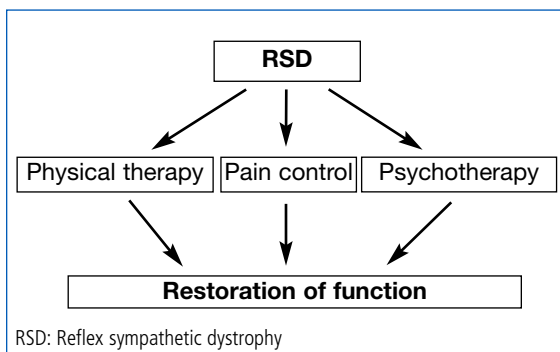 RSD
Physical therapy Pain control Psychotherapy
Restoration of function
RSD: Reflex sympathetic dystrophy